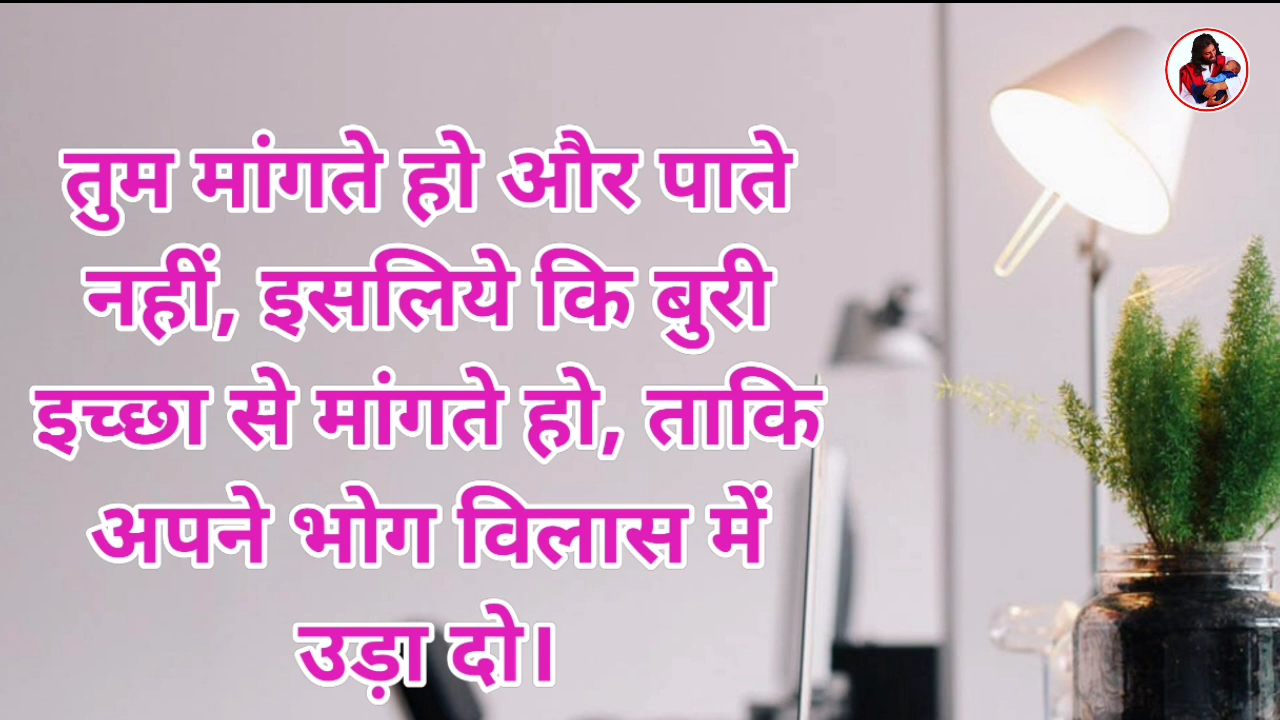 तुम मांगते हो और पाते
नहीं, इसलिये कि बुरी
इच्छा से मांगते हो, ताकि
अपने भोग विलास में
उड़ा दो।